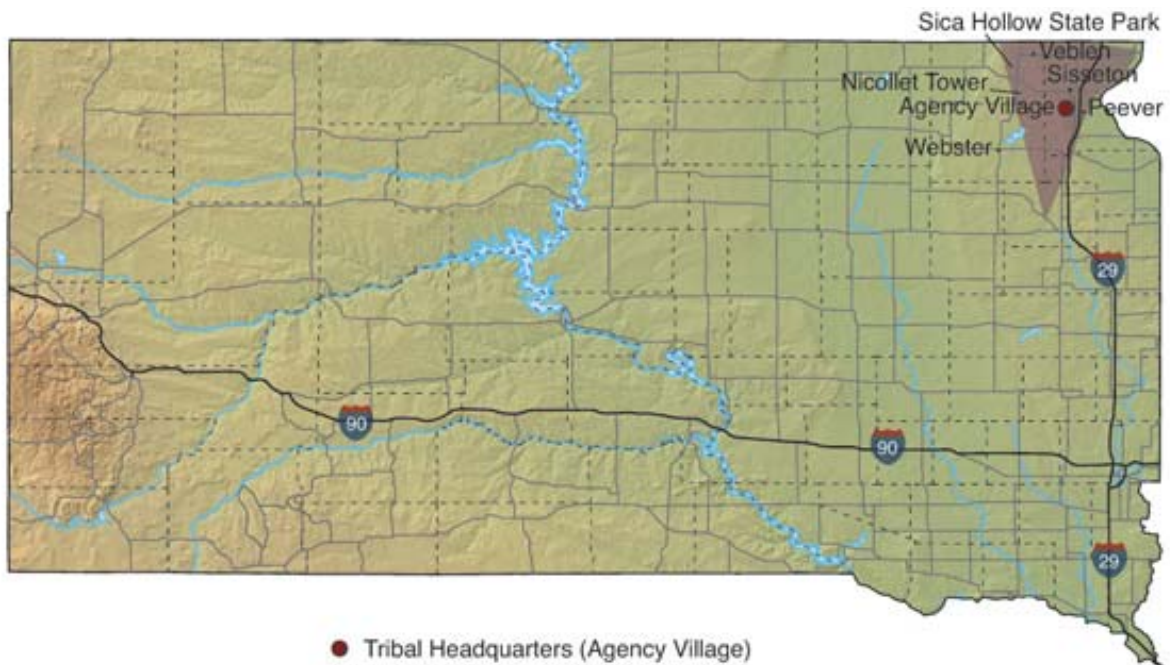 Sica Hollow State Park
Veblen
Sisseton
Nicollet Tower
Agency Village
Peever
Webster
29
90
90
29
Tribal Headquarters (Agency Village)